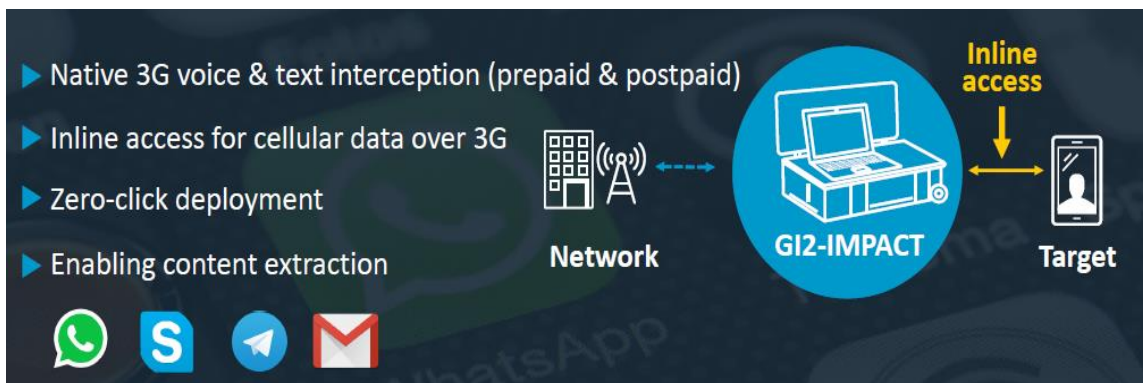 Native 3G voice & text interception (prepaid & postpaid)
Inline access for cellular data over 3G
Zero-click deployment
Enabling content extraction
Network
GI2-IMPACT
Inline
access
Target
S
WhatsApp